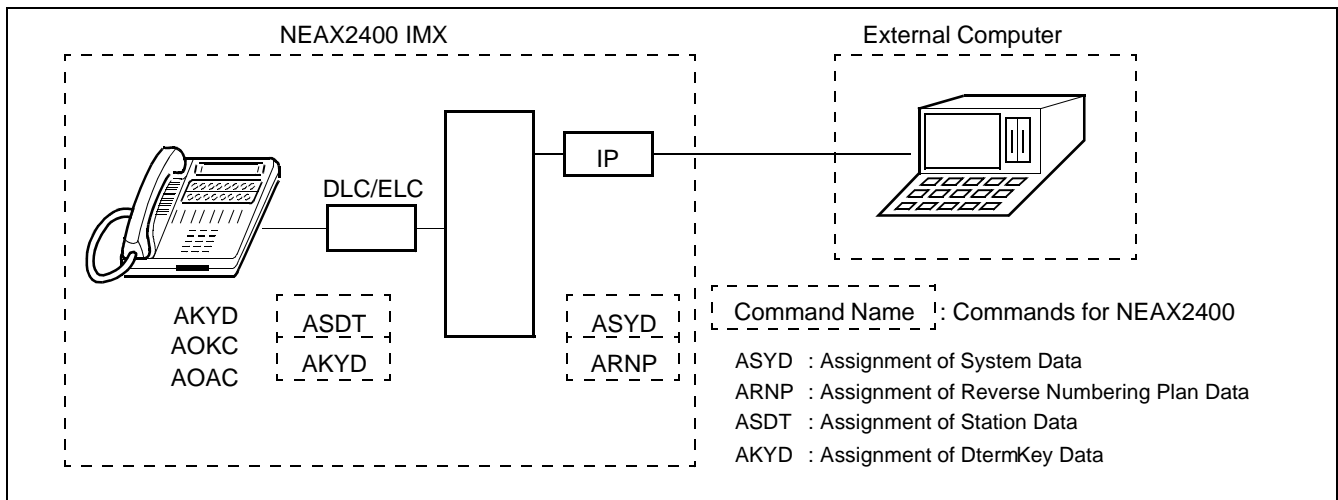 NEAX2400 IMX
External Computer
IP
DLC/ELC
AKYD
AOKC
AOAC
ASDT
AKYD
ASYD
ARNP
Command Name : Commands for NEAX2400
ASYD : Assignment of System Data
ARNP : Assignment of Reverse Numbering Plan Data
ASDT : Assignment of Station Data
AKYD : Assignment of DtermKey Data